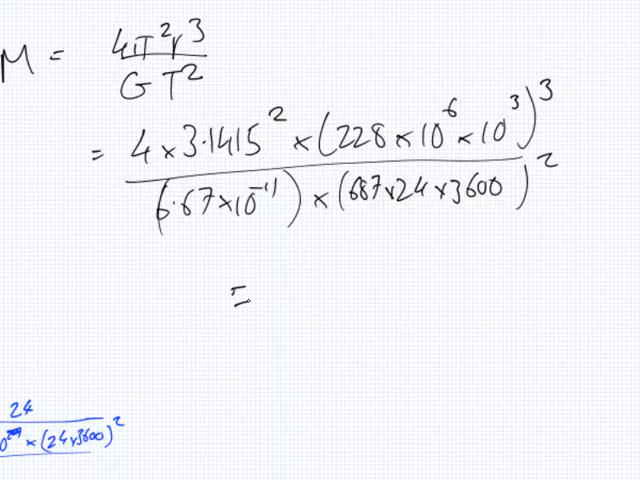 M = 4π²r³ / GT²
= 4 × 3.1415² × (228 × 10⁶ × 10³)³ / (6.67 × 10⁻¹¹) × (687 × 24 × 3600)²
=
24
× (24 × 3600)²